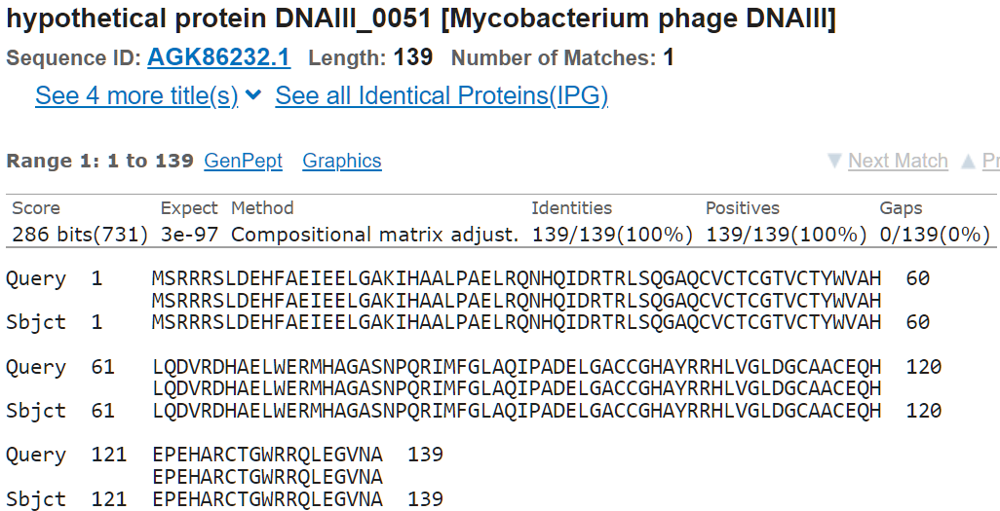 hypothetical protein DNAIII_0051 [Mycobacterium phage DNAIII]
Sequence ID: AGK86232.1 Length: 139 Number of Matches: 1
See 4 more title(s) See all Identical Proteins(IPG)
Range 1: 1 to 139 GenPept Graphics Next Match Pr
Score Expect Method Identities Positives Gaps
286 bits(731) 3e-97 Compositional matrix adjust. 139/139(100%) 139/139(100%) 0/139(0%)
Query 1 MSRRRSLDEHFAEIEELGAKIHAALPAELRQNHQIDRTRLSQGAQCVCTCGTVCTYWVAH 60
MSRRRSLDEHFAEIEELGAKIHAALPAELRQNHQIDRTRLSQGAQCVCTCGTVCTYWVAH
Sbjct 1 MSRRRSLDEHFAEIEELGAKIHAALPAELRQNHQIDRTRLSQGAQCVCTCGTVCTYWVAH 60
Query 61 LQDVRDHAELWERMHAGASNPQRIMFGLAQIPADELGACCGHAYRRHLVGLDGCAACEQH 120
LQDVRDHAELWERMHAGASNPQRIMFGLAQIPADELGACCGHAYRRHLVGLDGCAACEQH
Sbjct 61 LQDVRDHAELWERMHAGASNPQRIMFGLAQIPADELGACCGHAYRRHLVGLDGCAACEQH 120
Query 121 EPEHARCTGWRRQLEGVNA 139
EPEHARCTGWRRQLEGVNA
Sbjct 121 EPEHARCTGWRRQLEGVNA 139